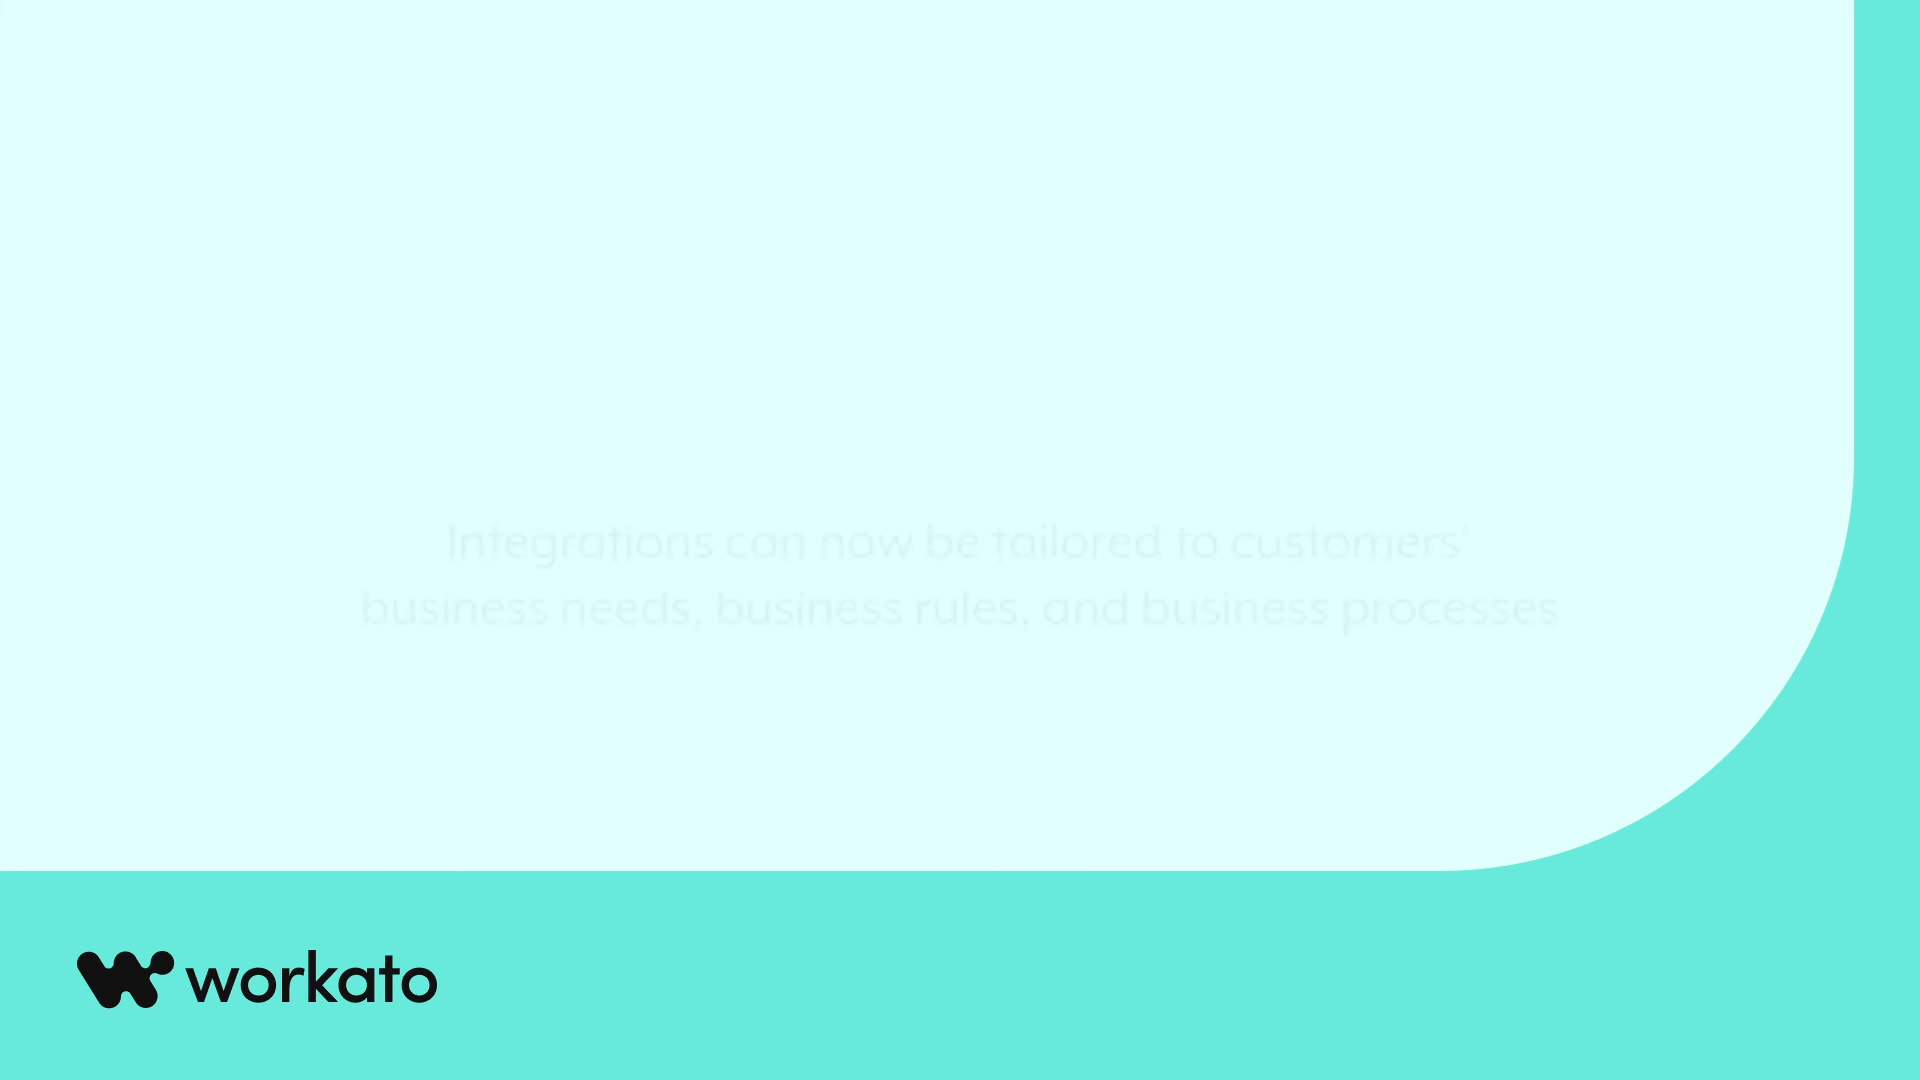 Integrations can now be tailored to customers'
business needs, business rules, and business processes
workato